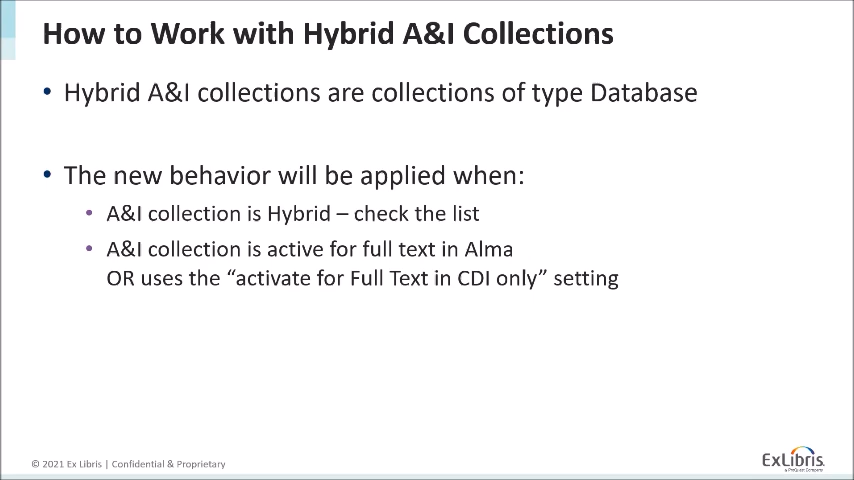 How to Work with Hybrid A&I Collections
• Hybrid A&I collections are collections of type Database
• The new behavior will be applied when:
• A&I collection is Hybrid – check the list
• A&I collection is active for full text in Alma
OR uses the “activate for Full Text in CDI only” setting
© 2021 Ex Libris | Confidential & Proprietary
ExLibris
a ProQuest Company